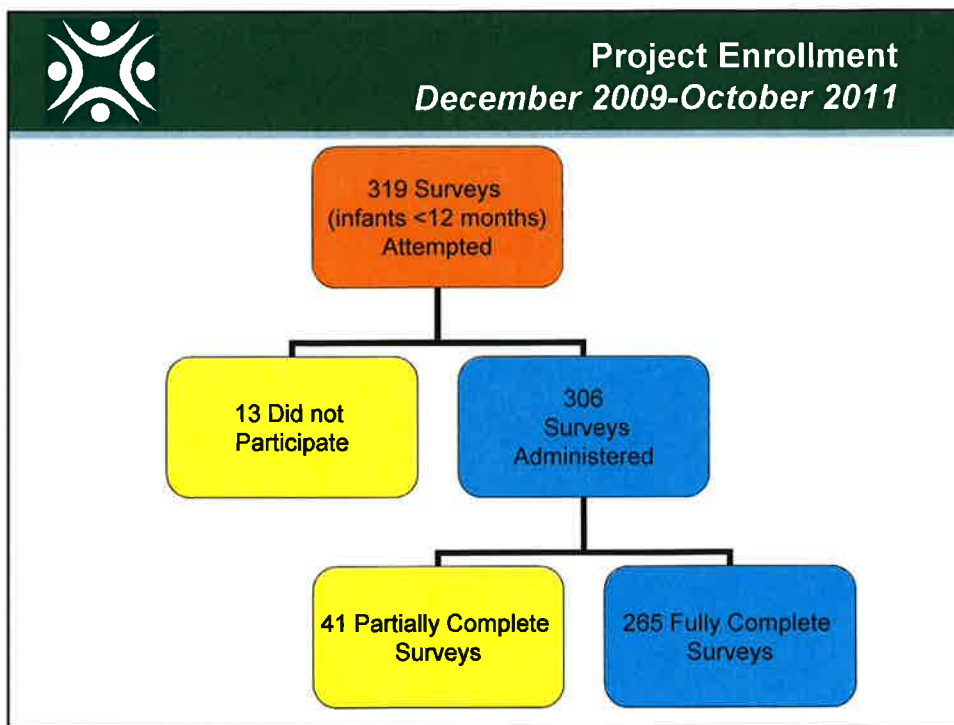 Project Enrollment
December 2009-October 2011
319 Surveys
(infants <12 months)
Attempted
13 Did not
Participate
306
Surveys
Administered
41 Partially Complete
Surveys
265 Fully Complete
Surveys